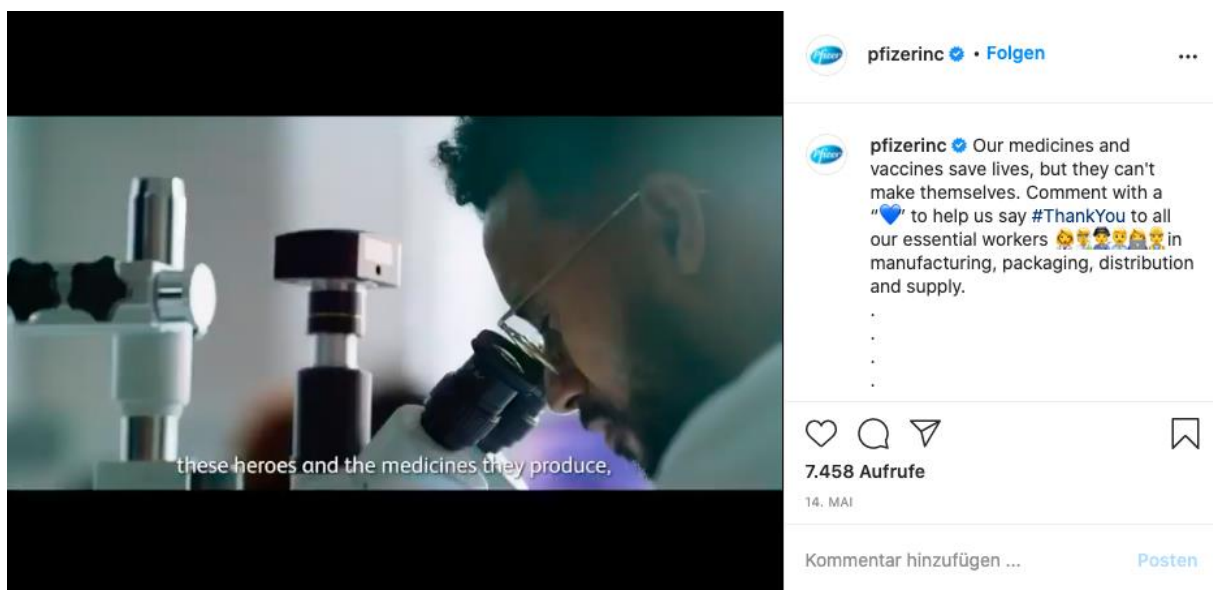 pfizerinc • Folgen
pfizerinc Our medicines and
vaccines save lives, but they can't
make themselves. Comment with a
"💙" to help us say #ThankYou to all
our essential workers in
manufacturing, packaging, distribution
and supply.
.
.
.
.
these heroes and the medicines they produce,
7.458 Aufrufe
14. MAI
Kommentar hinzufügen ...
Posten
Pfizer
Pfizer